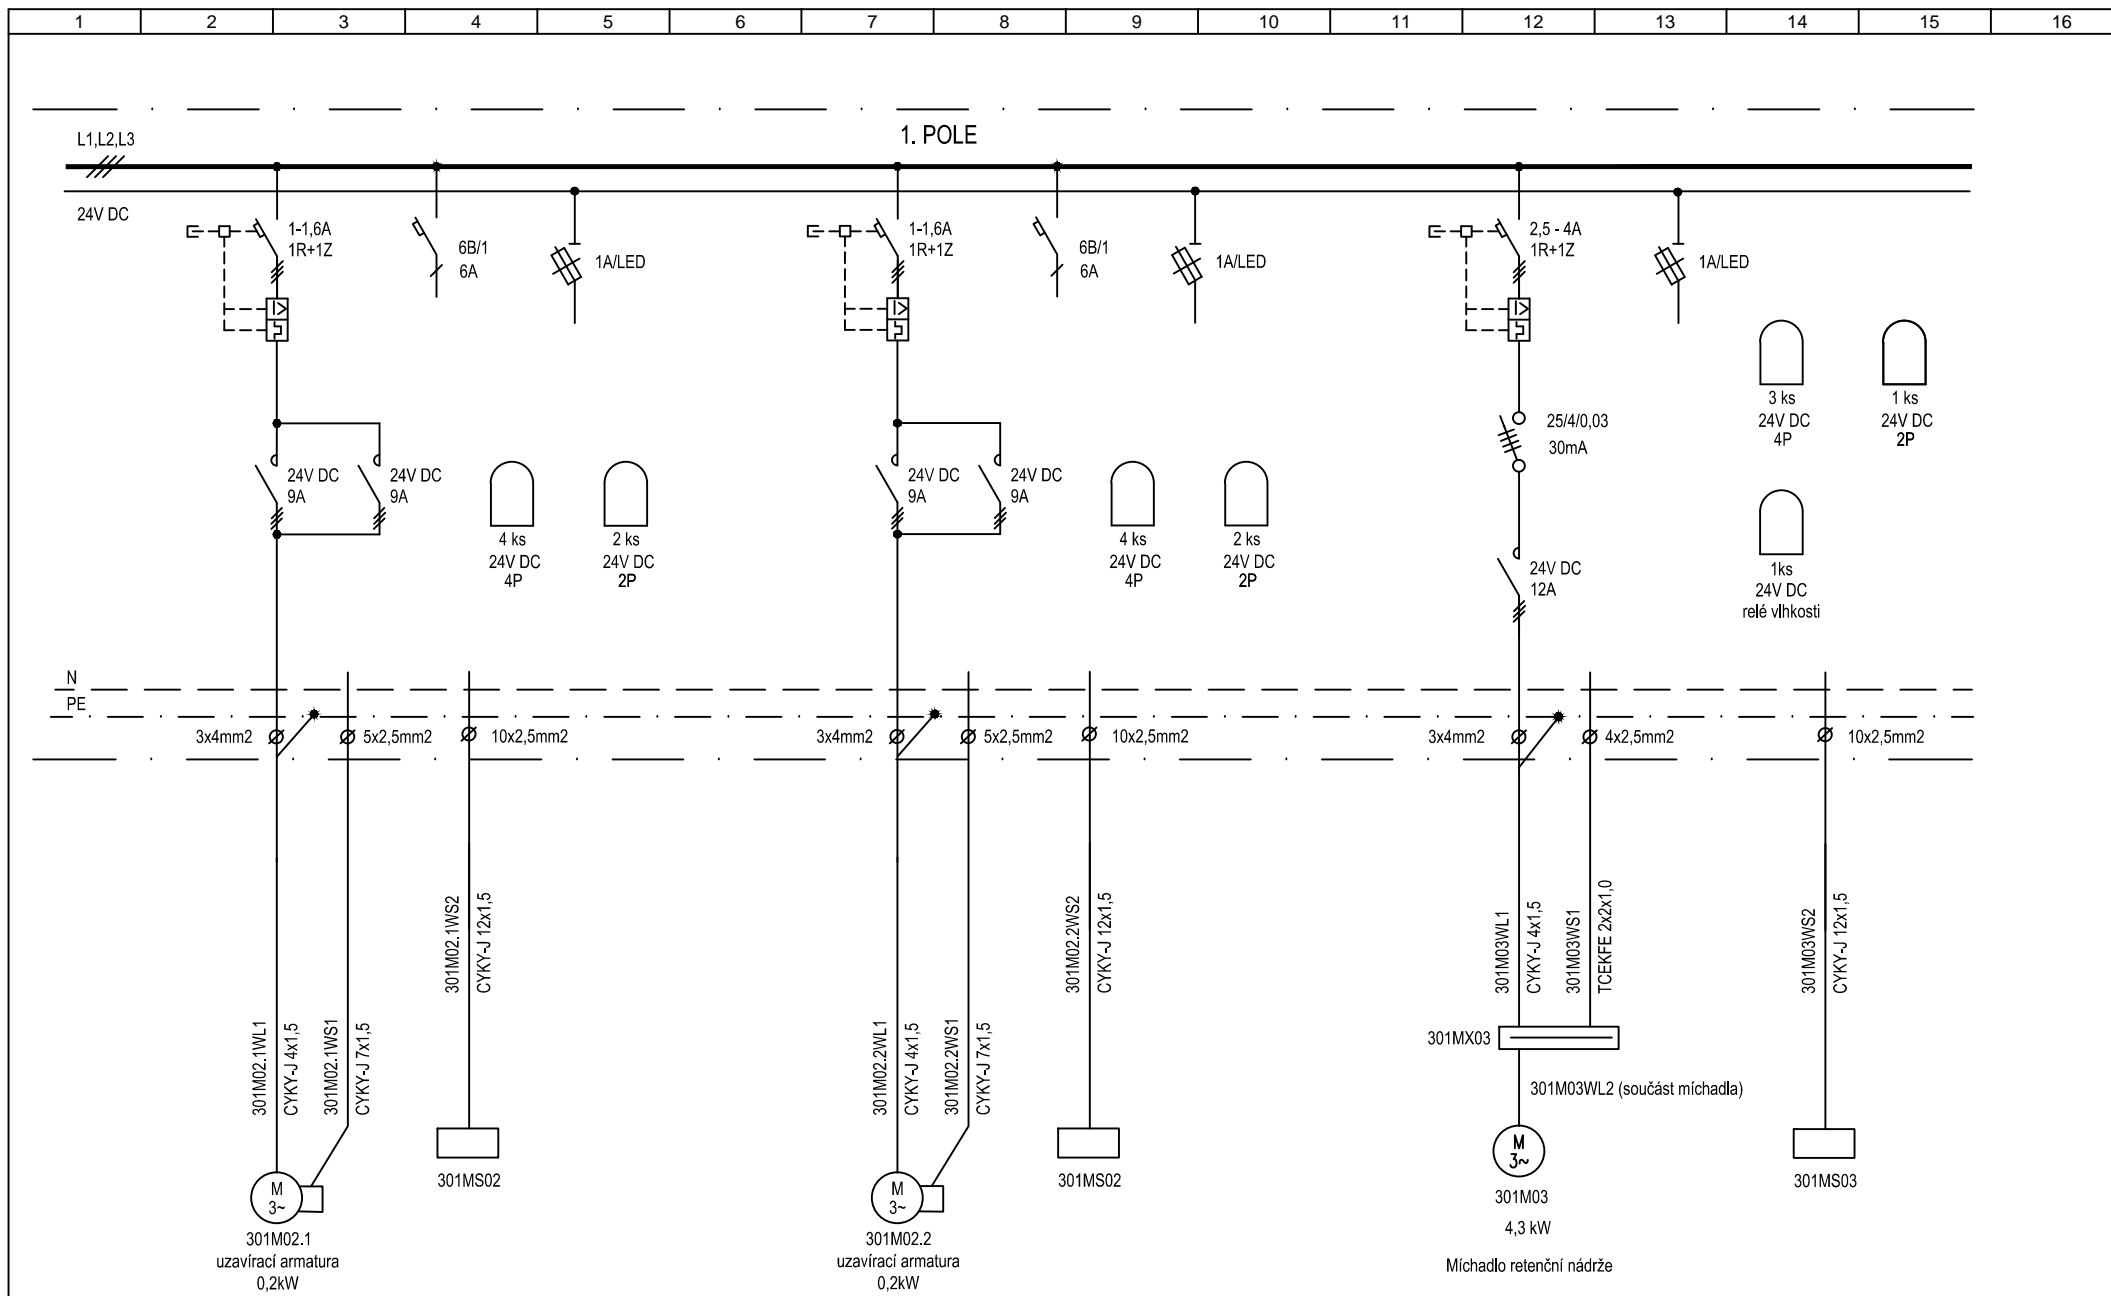 1 2 3 4 5 6 7 8 9 10 11 12 13 14 15 16
L1,L2,L3
1. POLE
24V DC
1-1,6A
1R+1Z
6B/1
6A
1A/LED
1-1,6A
1R+1Z
6B/1
6A
1A/LED
2,5 - 4A
1R+1Z
1A/LED
I>
I>
I>
3 ks
24V DC
4P
1 ks
24V DC
2P
25/4/0,03
30mA
24V DC
9A
24V DC
9A
4 ks
24V DC
4P
2 ks
24V DC
2P
24V DC
9A
24V DC
9A
4 ks
24V DC
4P
2 ks
24V DC
2P
24V DC
12A
1ks
24V DC
relé vlhkosti
N
PE
3x4mm2
5x2,5mm2
10x2,5mm2
3x4mm2
5x2,5mm2
10x2,5mm2
3x4mm2
4x2,5mm2
10x2,5mm2
301M02.1WL1
CYKY-J 4x1,5
301M02.1WS1
CYKY-J 7x1,5
301M02.1WS2
CYKY-J 12x1,5
301M02.2WL1
CYKY-J 4x1,5
301M02.2WS1
CYKY-J 7x1,5
301M02.2WS2
CYKY-J 12x1,5
301M03WL1
CYKY-J 4x1,5
301M03WS1
TCEKFE 2x2x1,0
301M03WS2
CYKY-J 12x1,5
301MX03
301M03WL2 (součást míchadla)
M
3~
301M02.1
uzavírací armatura
0,2kW
301MS02
M
3~
301M02.2
uzavírací armatura
0,2kW
301MS02
M
3~
301M03
4,3 kW
Míchadlo retenční nádrže
301MS03